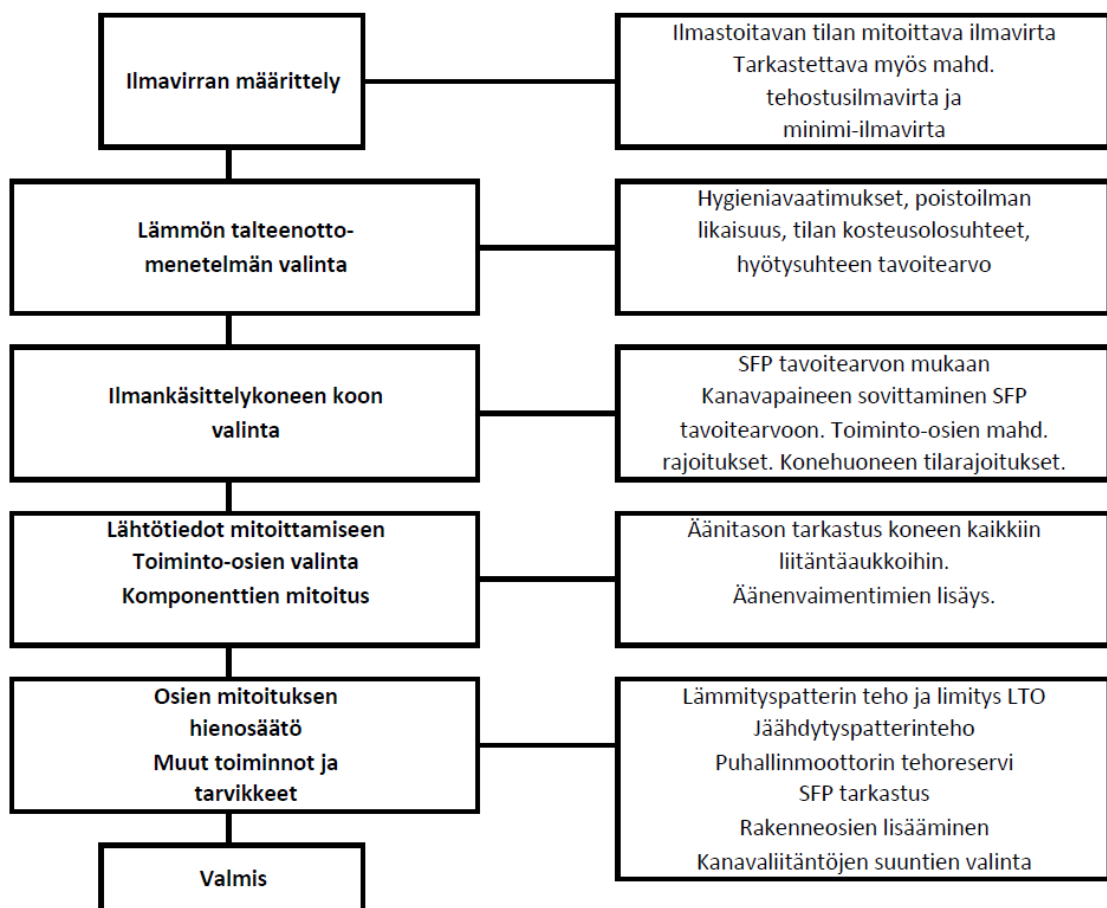 Ilmavirran määrittely
Ilmastoitavan tilan mitoittava ilmavirta
Tarkastettava myös mahd.
tehostusilmavirta ja
minimi-ilmavirta
Lämmön talteenotto-
menetelmän valinta
Hygieniavaatimukset, poistoilman
likaisuus, tilan kosteusolosuhteet,
hyötysuhteen tavoitearvo
Ilmankäsittelykoneen koon
valinta
SFP tavoitearvon mukaan
Kanavapaineen sovittaminen SFP
tavoitearvoon. Toiminto-osien mahd.
rajoitukset. Konehuoneen tilarajoitukset.
Lähtötiedot mitoittamiseen
Toiminto-osien valinta
Komponenttien mitoitus
Äänitason tarkastus koneen kaikkiin
liitäntäaukkoihin.
Äänenvaimentimien lisäys.
Osien mitoituksen
hienosäätö
Muut toiminnot ja
tarvikkeet
Lämmityspatterin teho ja limitys LTO
Jäähdytyspatterinteho
Puhallinmoottorin tehoreservi
SFP tarkastus
Rakenneosien lisääminen
Kanavaliitäntöjen suuntien valinta
Valmis